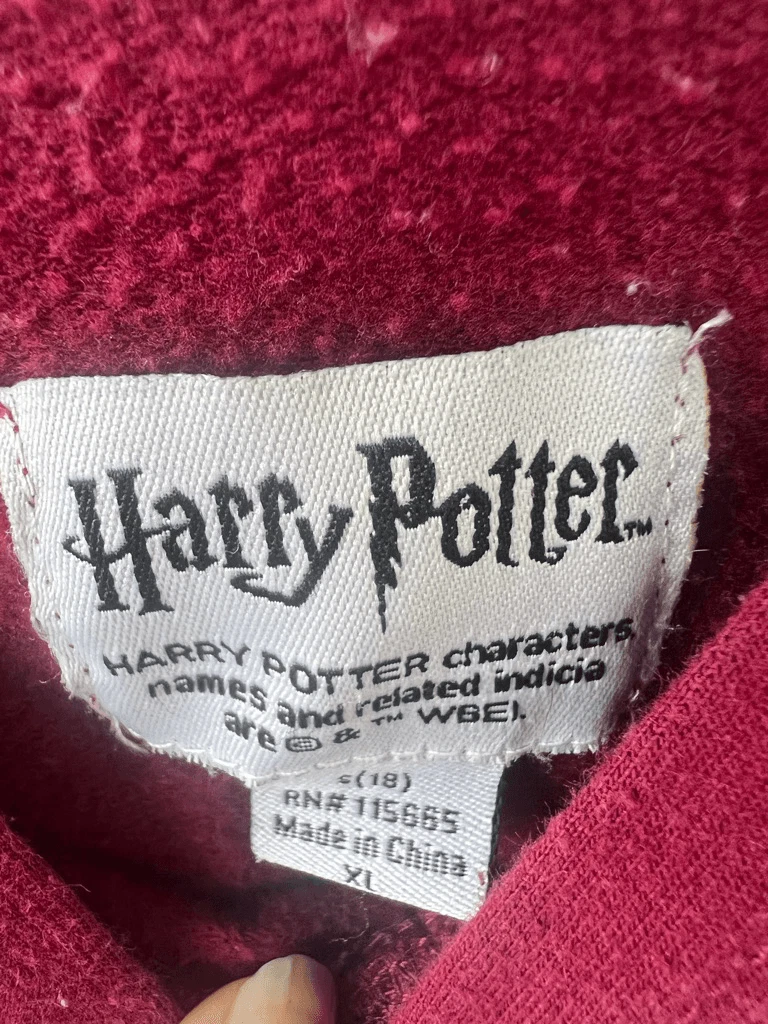 Harry Potter™
HARRY POTTER characters,
names and related indicia
are © & ™ WBEI.
s(18)
RN# 115665
Made in China
XL